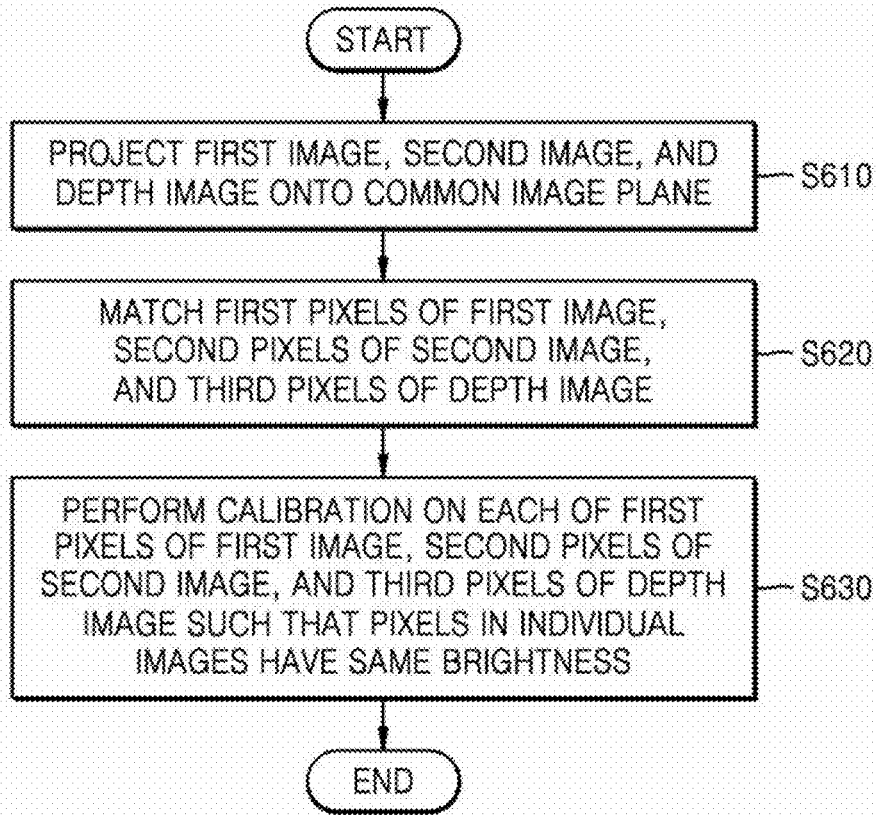 START
PROJECT FIRST IMAGE, SECOND IMAGE, AND
DEPTH IMAGE ONTO COMMON IMAGE PLANE
S610
MATCH FIRST PIXELS OF FIRST IMAGE,
SECOND PIXELS OF SECOND IMAGE,
AND THIRD PIXELS OF DEPTH IMAGE
S620
PERFORM CALIBRATION ON EACH OF FIRST
PIXELS OF FIRST IMAGE, SECOND PIXELS OF
SECOND IMAGE, AND THIRD PIXELS OF DEPTH
IMAGE SUCH THAT PIXELS IN INDIVIDUAL
IMAGES HAVE SAME BRIGHTNESS
S630
END